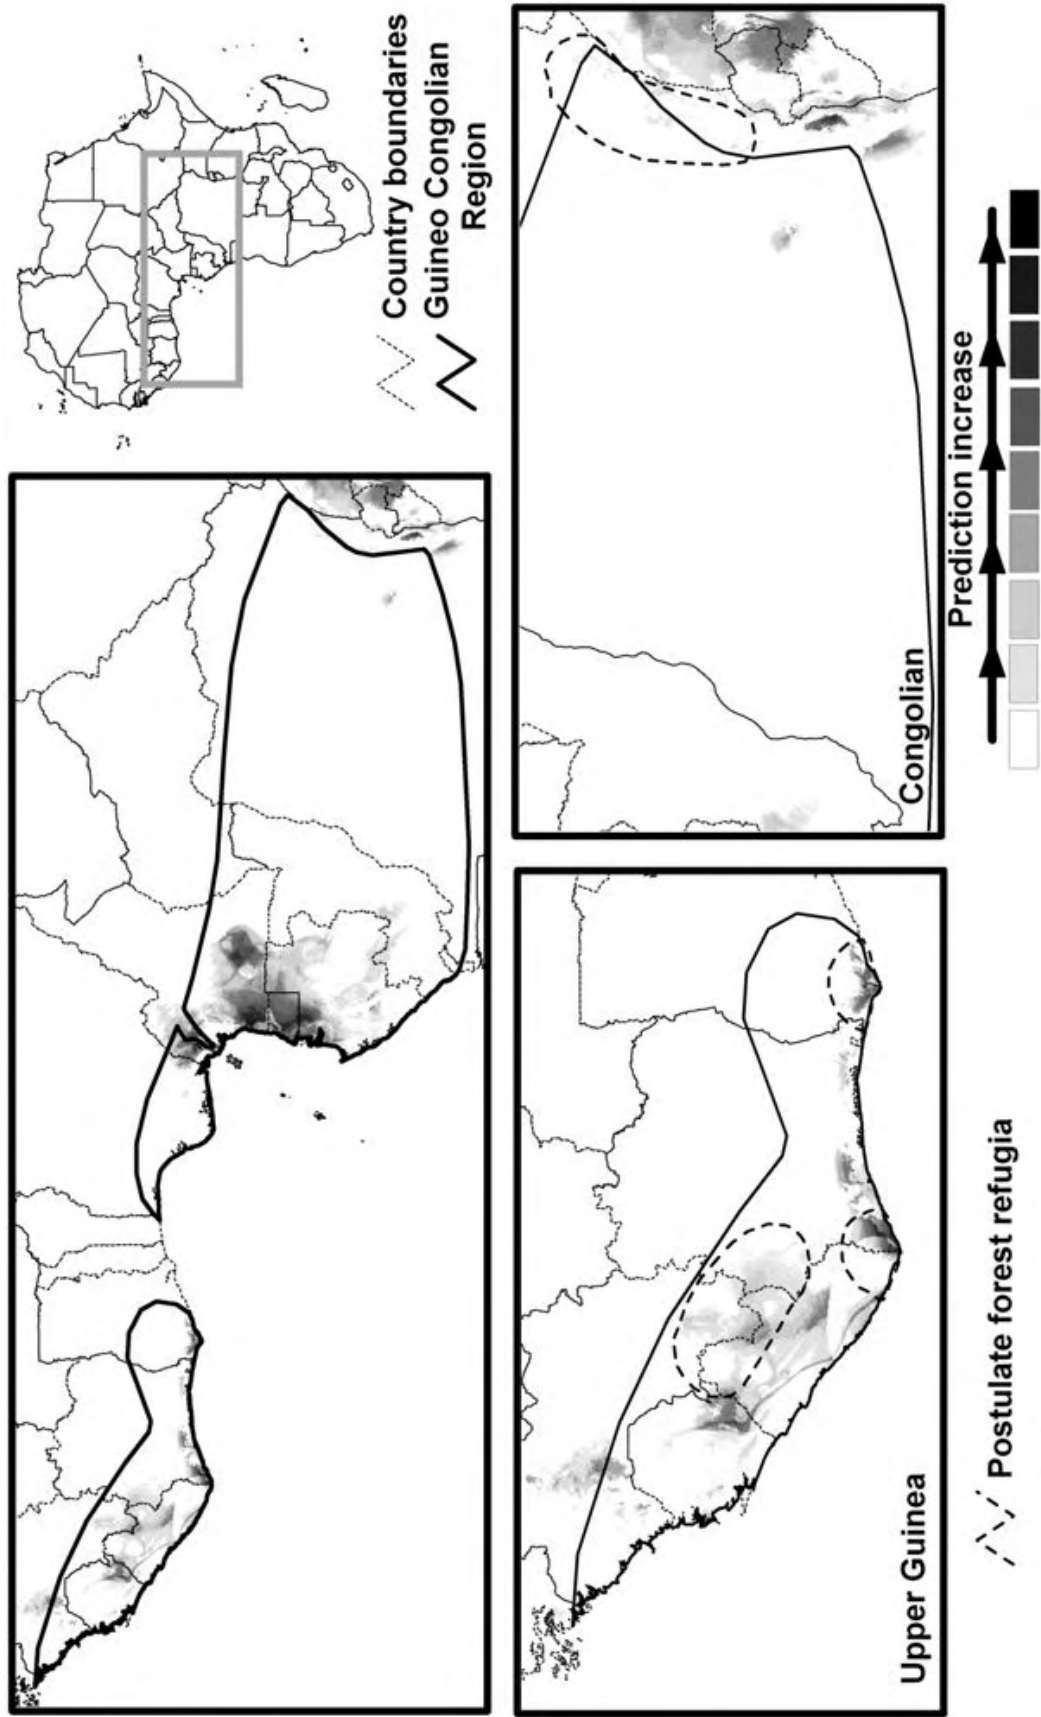 Country boundaries
Guineo Congolian
Region
Upper Guinea
Congolian
Postulate forest refugia
Prediction increase